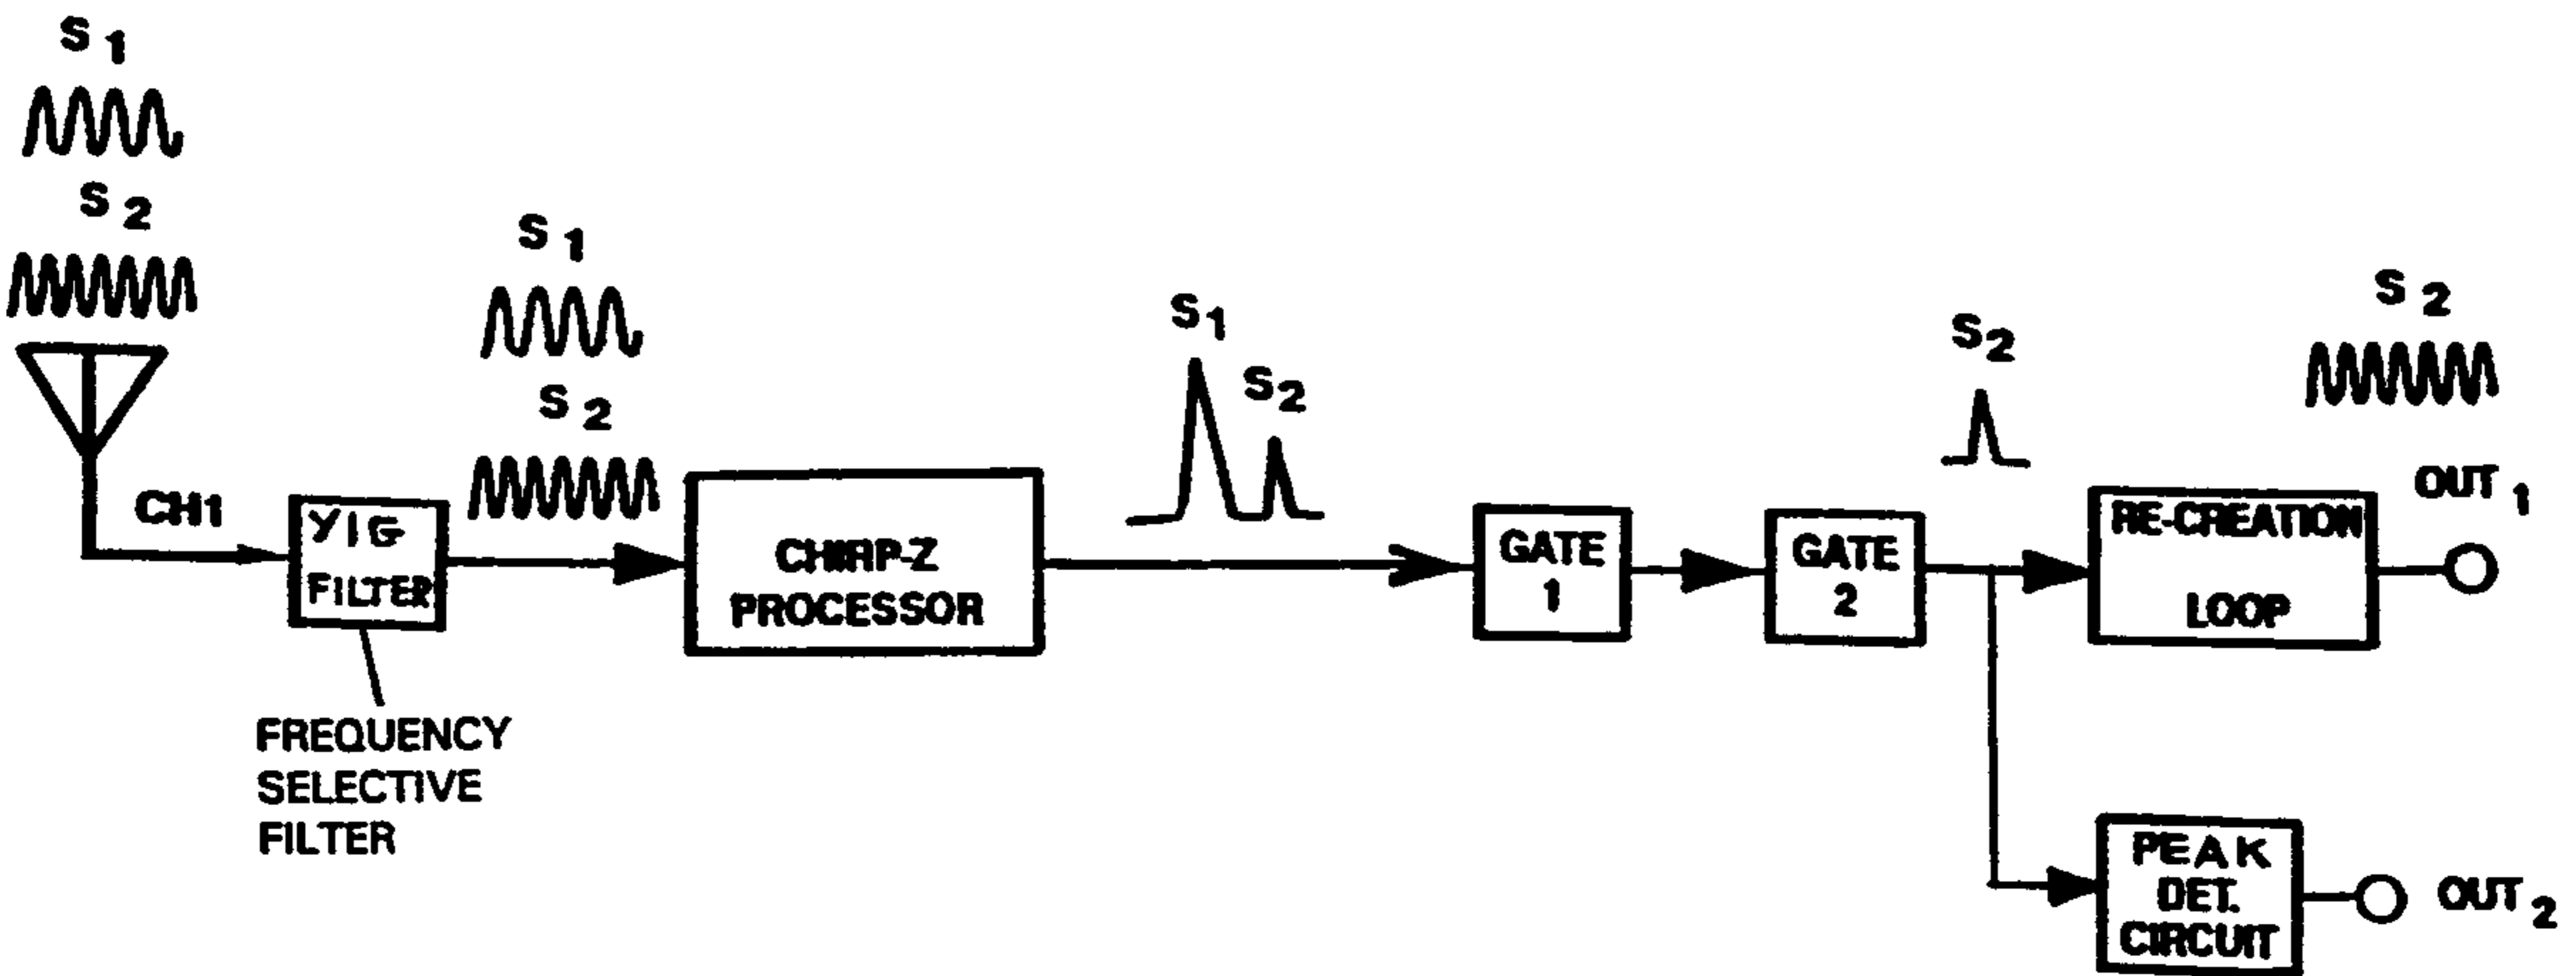 S 1
S 2
CH1
YIG
FILTER
FREQUENCY
SELECTIVE
FILTER
S 1
S 2
CHIRP-Z
PROCESSOR
S1
S2
GATE
1
GATE
2
S2
RE-CREATION
LOOP
S 2
OUT 1
PEAK
DET.
CIRCUIT
OUT 2